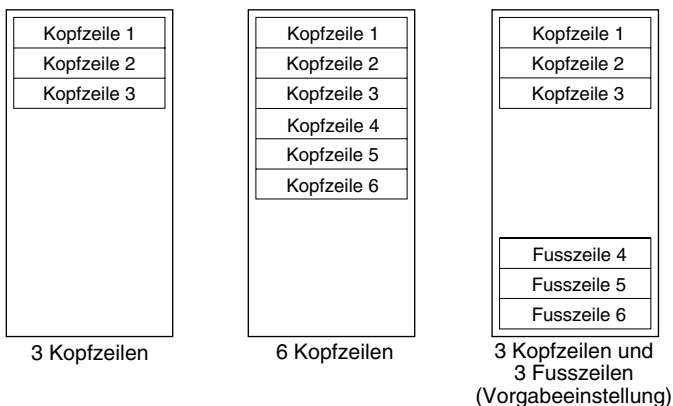 Kopfzeile 1
Kopfzeile 2
Kopfzeile 3
3 Kopfzeilen
Kopfzeile 1
Kopfzeile 2
Kopfzeile 3
Kopfzeile 4
Kopfzeile 5
Kopfzeile 6
6 Kopfzeilen
Kopfzeile 1
Kopfzeile 2
Kopfzeile 3
Fusszeile 4
Fusszeile 5
Fusszeile 6
3 Kopfzeilen und
3 Fusszeilen
(Vorgabeeinstellung)